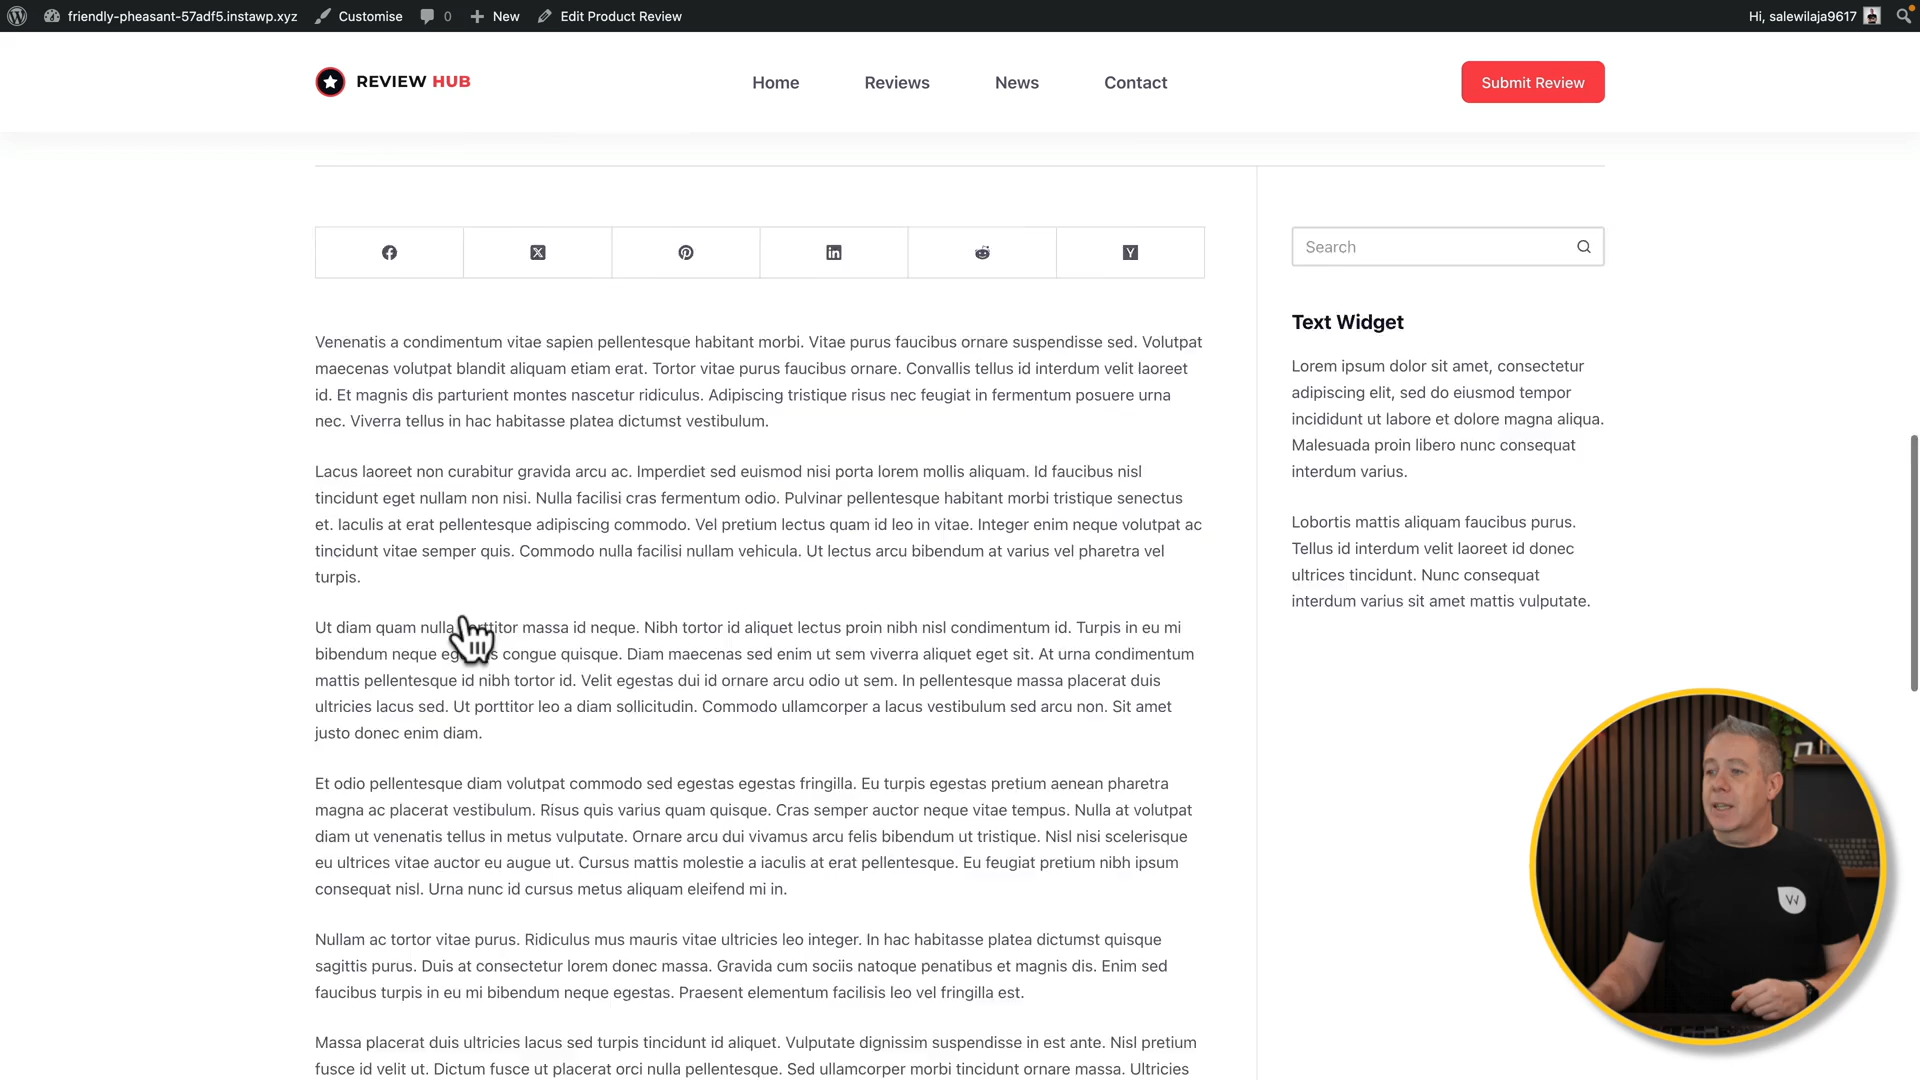 friendly-pheasant-57adf5.instawp.xyz Customise 0 New Edit Product Review Hi, salewilaja9617
REVIEW HUB Home Reviews News Contact Submit Review
Search
Venenatis a condimentum vitae sapien pellentesque habitant morbi. Vitae purus faucibus ornare suspendisse sed. Volutpat
maecenas volutpat blandit aliquam etiam erat. Tortor vitae purus faucibus ornare. Convallis tellus id interdum velit laoreet
id. Et magnis dis parturient montes nascetur ridiculus. Adipiscing tristique risus nec feugiat in fermentum posuere urna
nec. Viverra tellus in hac habitasse platea dictumst vestibulum.
Lacus laoreet non curabitur gravida arcu ac. Imperdiet sed euismod nisi porta lorem mollis aliquam. Id faucibus nisl
tincidunt eget nullam non nisi. Nulla facilisi cras fermentum odio. Pulvinar pellentesque habitant morbi tristique senectus
et. Iaculis at erat pellentesque adipiscing commodo. Vel pretium lectus quam id leo in vitae. Integer enim neque volutpat ac
tincidunt vitae semper quis. Commodo nulla facilisi nullam vehicula. Ut lectus arcu bibendum at varius vel pharetra vel
turpis.
Ut diam quam nulla massa id neque. Nibh tortor id aliquet lectus proin nibh nisl condimentum id. Turpis in eu mi
bibendum neque congue quisque. Diam maecenas sed enim ut sem viverra aliquet eget sit. At urna condimentum
mattis pellentesque id nibh tortor id. Velit egestas dui id ornare arcu odio ut sem. In pellentesque massa placerat duis
ultricies lacus sed. Ut porttitor leo a diam sollicitudin. Commodo ullamcorper a lacus vestibulum sed arcu non. Sit amet
justo donec enim diam.
Et odio pellentesque diam volutpat commodo sed egestas egestas fringilla. Eu turpis egestas pretium aenean pharetra
magna ac placerat vestibulum. Risus quis varius quam quisque. Cras semper auctor neque vitae tempus. Nulla at volutpat
diam ut venenatis tellus in metus vulputate. Ornare arcu dui vivamus arcu felis bibendum ut tristique. Nisl nisi scelerisque
eu ultrices vitae auctor eu augue ut. Cursus mattis molestie a iaculis at erat pellentesque. Eu feugiat pretium nibh ipsum
consequat nisl. Urna nunc id cursus metus aliquam eleifend mi in.
Nullam ac tortor vitae purus. Ridiculus mus mauris vitae ultricies leo integer. In hac habitasse platea dictumst quisque
sagittis purus. Duis at consectetur lorem donec massa. Gravida cum sociis natoque penatibus et magnis dis. Enim sed
faucibus turpis in eu mi bibendum neque egestas. Praesent elementum facilisis leo vel fringilla est.
Massa placerat duis ultricies lacus sed turpis tincidunt id aliquet. Vulputate dignissim suspendisse in est ante. Nisl pretium
fusce id velit ut. Dictum fusce ut placerat orci nulla pellentesque. Sed ullamcorper morbi tincidunt ornare massa. Ultricies
Text Widget
Lorem ipsum dolor sit amet, consectetur
adipiscing elit, sed do eiusmod tempor
incididunt ut labore et dolore magna aliqua.
Malesuada proin libero nunc consequat
interdum varius.
Lobortis mattis aliquam faucibus purus.
Tellus id interdum velit laoreet id donec
ultrices tincidunt. Nunc consequat
interdum varius sit amet mattis vulputate.
W